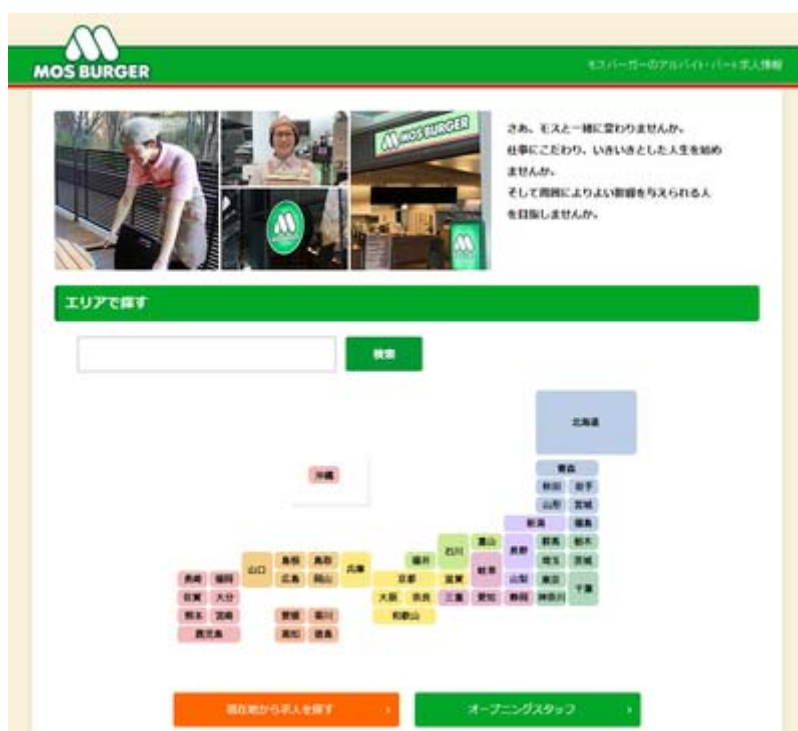 MOS BURGER
モスバーガーのアルバイト・パート求人情報
MOS BURGER
さあ、モスと一緒に変わりませんか。
仕事にこだわり、いきいきとした人生を始め
ませんか。
そして周囲によりよい影響を与えられる人
を目指しませんか。
エリアで探す
検索
北海道
沖縄
青森
秋田 岩手
山形 宮城
新潟 福島
石川 富山 長野 群馬 栃木
山口 島根 鳥取 兵庫 福井 岐阜 埼玉 茨城
長崎 福岡 広島 岡山 京都 滋賀 山梨 東京 千葉
佐賀 大分 大阪 奈良 三重 愛知 静岡 神奈川
熊本 宮崎 愛媛 香川 和歌山
鹿児島 高知 徳島
現在地から求人を探す
オープニングスタッフ